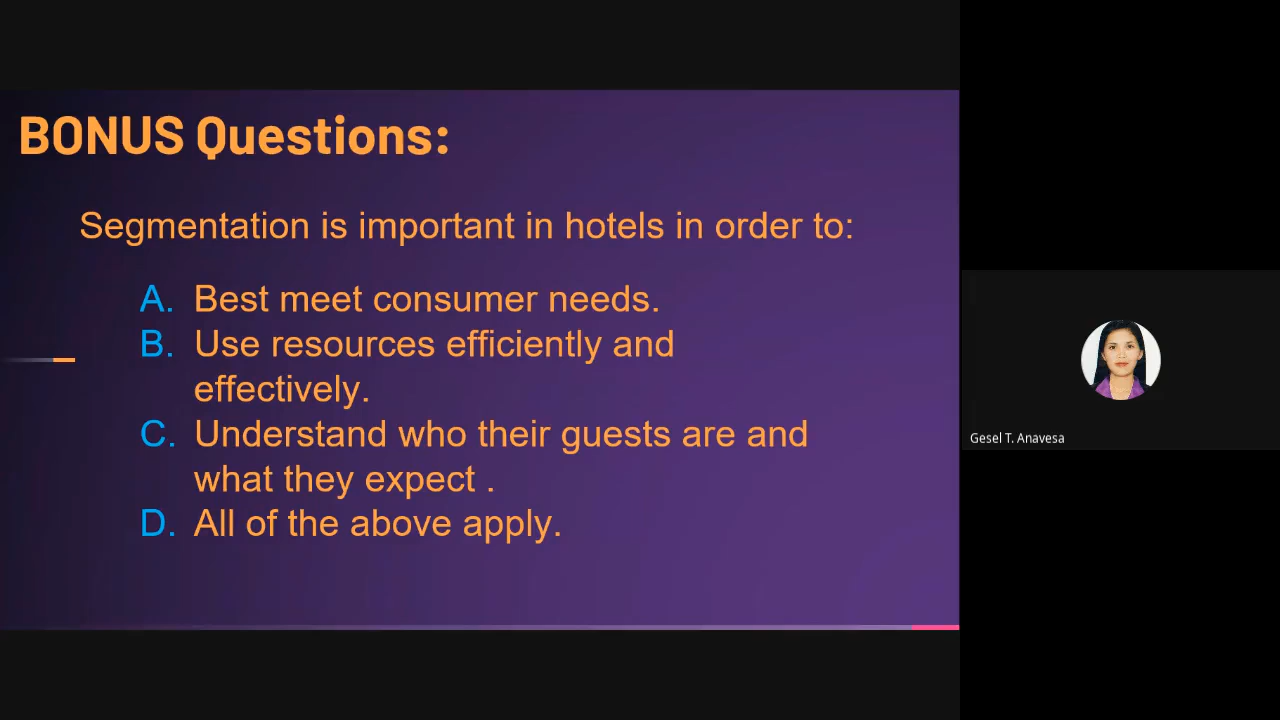 BONUS Questions:
Segmentation is important in hotels in order to:
A. Best meet consumer needs.
B. Use resources efficiently and
effectively.
C. Understand who their guests are and
what they expect .
D. All of the above apply.
Gesel T. Anavesa